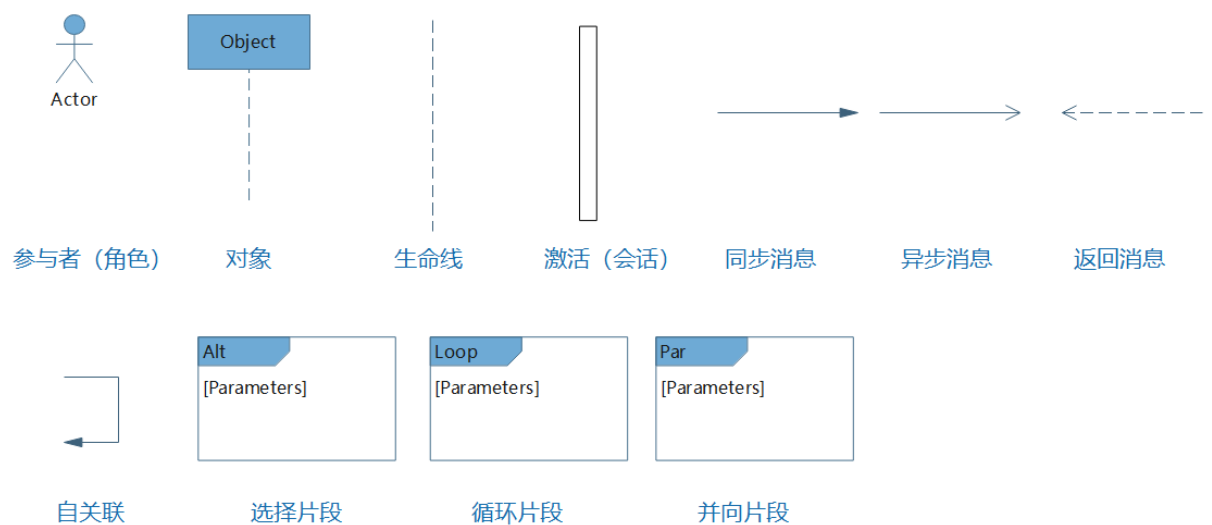 Object
Actor
参与者（角色）
对象
生命线
激活（会话）
同步消息
异步消息
返回消息
Alt
[Parameters]
Loop
[Parameters]
Par
[Parameters]
自关联
选择片段
循环片段
并向片段